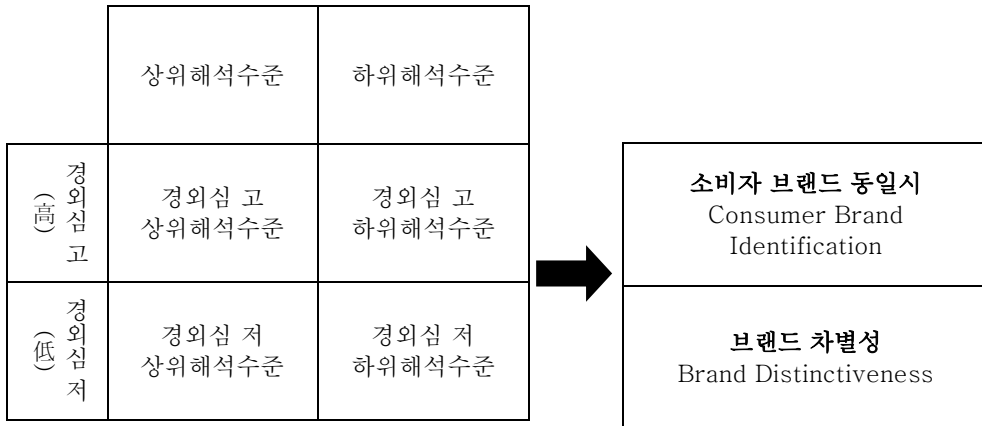 상위해석수준
하위해석수준
경외심 고
(高)
경외심 고
상위해석수준
경외심 고
하위해석수준
경외심 저
(低)
경외심 저
상위해석수준
경외심 저
하위해석수준
소비자 브랜드 동일시
Consumer Brand
Identification
브랜드 차별성
Brand Distinctiveness